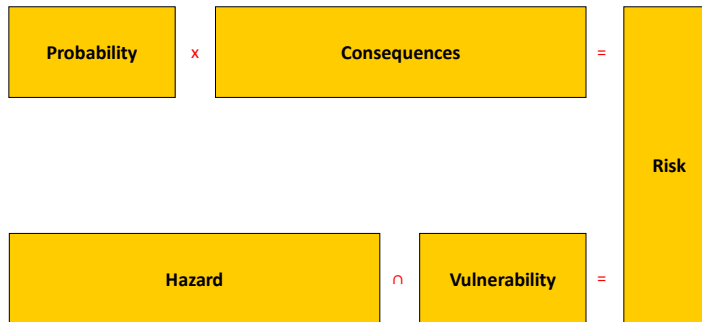 Probability x Consequences =
Risk
Hazard ∩ Vulnerability =